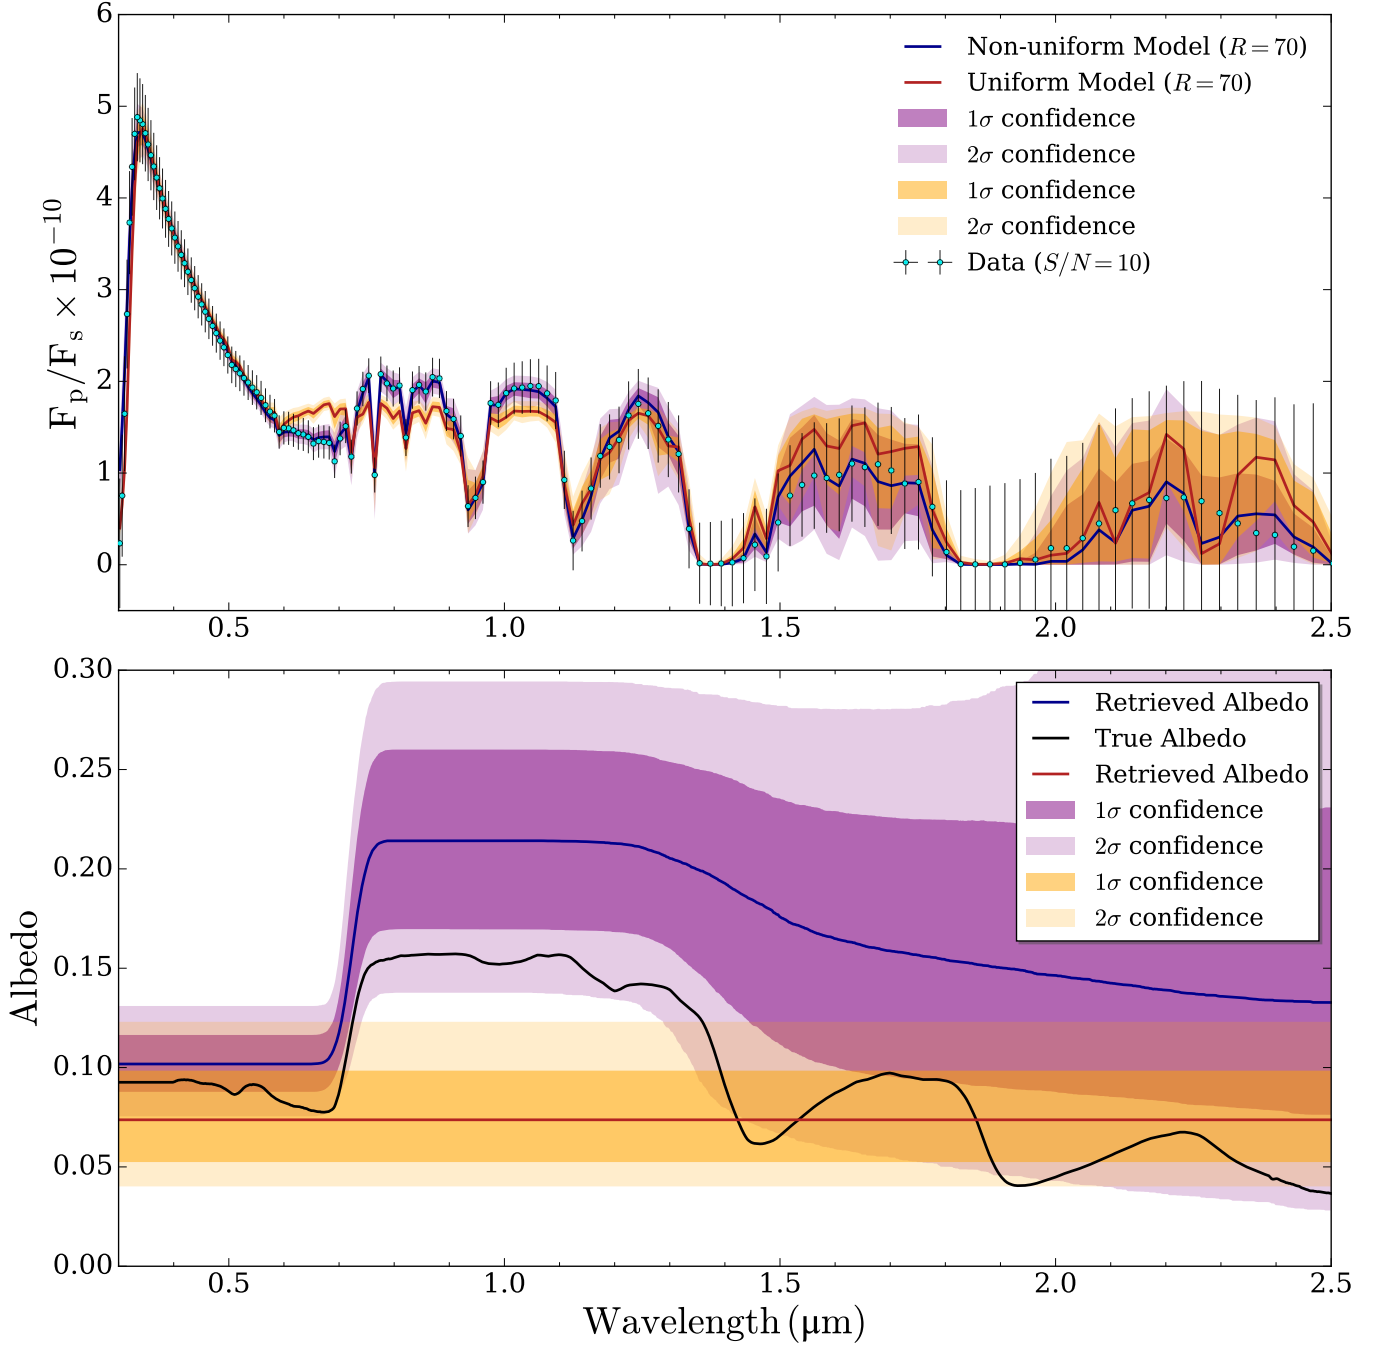 6
5
4
3
2
1
0
F_p/F_s × 10^−10
Non-uniform Model (R = 70)
Uniform Model (R = 70)
1σ confidence
2σ confidence
1σ confidence
2σ confidence
Data (S/N = 10)
0.5 1.0 1.5 2.0 2.5
0.30
0.25
0.20
0.15
0.10
0.05
0.00
Albedo
Retrieved Albedo
True Albedo
Retrieved Albedo
1σ confidence
2σ confidence
1σ confidence
2σ confidence
0.5 1.0 1.5 2.0 2.5
Wavelength (μm)